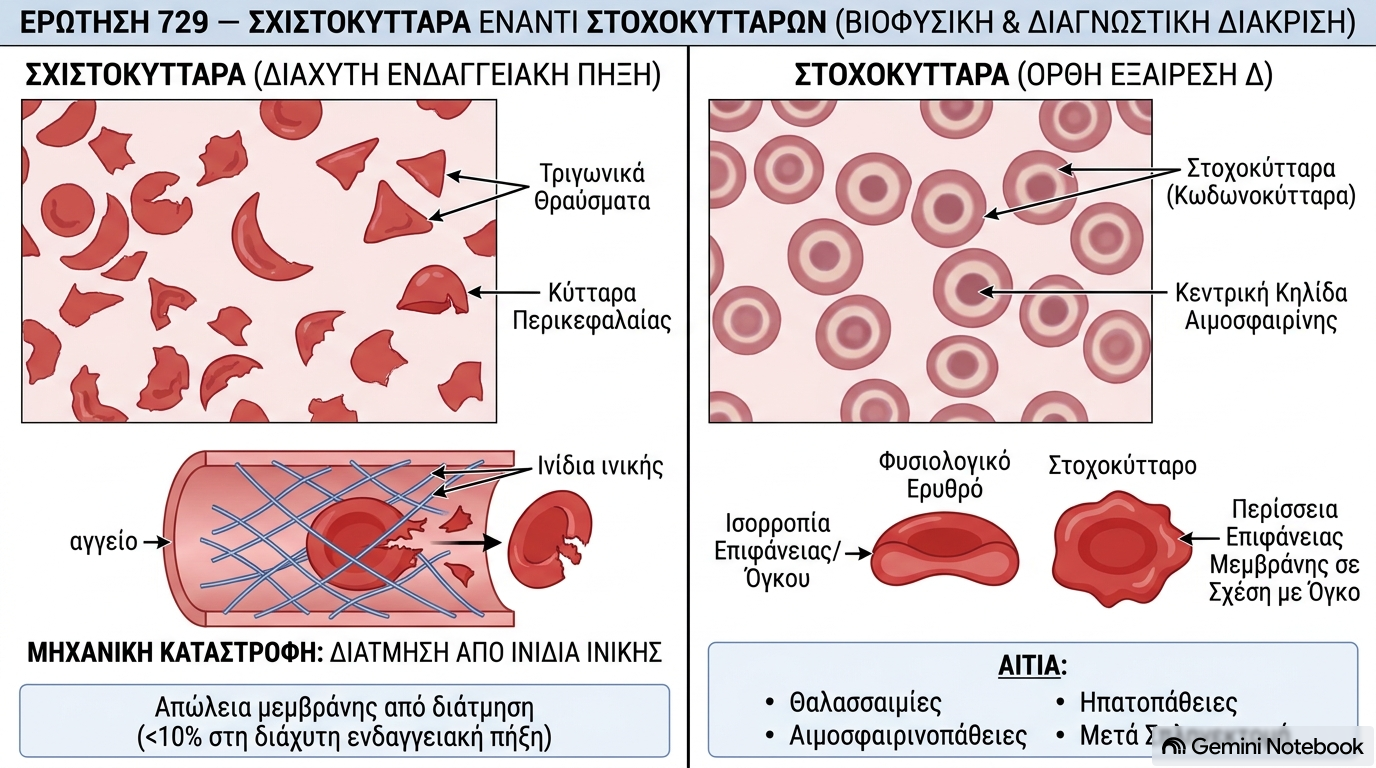 ΕΡΩΤΗΣΗ 729 — ΣΧΙΣΤΟΚΥΤΤΑΡΑ ΕΝΑΝΤΙ ΣΤΟΧΟΚΥΤΤΑΡΩΝ (ΒΙΟΦΥΣΙΚΗ & ΔΙΑΓΝΩΣΤΙΚΗ ΔΙΑΚΡΙΣΗ)
ΣΧΙΣΤΟΚΥΤΤΑΡΑ (ΔΙΑΧΥΤΗ ΕΝΔΑΓΓΕΙΑΚΗ ΠΗΞΗ)
Τριγωνικά
Θραύσματα
Κύτταρα
Περικεφαλαίας
Ινίδια ινικής
αγγείο
ΜΗΧΑΝΙΚΗ ΚΑΤΑΣΤΡΟΦΗ: ΔΙΑΤΜΗΣΗ ΑΠΟ ΙΝΙΔΙΑ ΙΝΙΚΗΣ
Απώλεια μεμβράνης από διάτμηση
(<10% στη διάχυτη ενδαγγειακή πήξη)
ΣΤΟΧΟΚΥΤΤΑΡΑ (ΟΡΘΗ ΕΞΑΙΡΕΣΗ Δ)
Στοχοκύτταρα
(Κωδωνοκύτταρα)
Κεντρική Κηλίδα
Αιμοσφαιρίνης
Φυσιολογικό
Ερυθρό
Στοχοκύτταρο
Ισορροπία
Επιφάνειας/
Όγκου
Περίσσεια
Επιφάνειας
Μεμβράνης σε
Σχέση με Όγκο
ΑΙΤΙΑ:
• Θαλασσαιμίες
• Αιμοσφαιρινοπάθειες
• Ηπατοπάθειες
• Μετά
Gemini Notebook